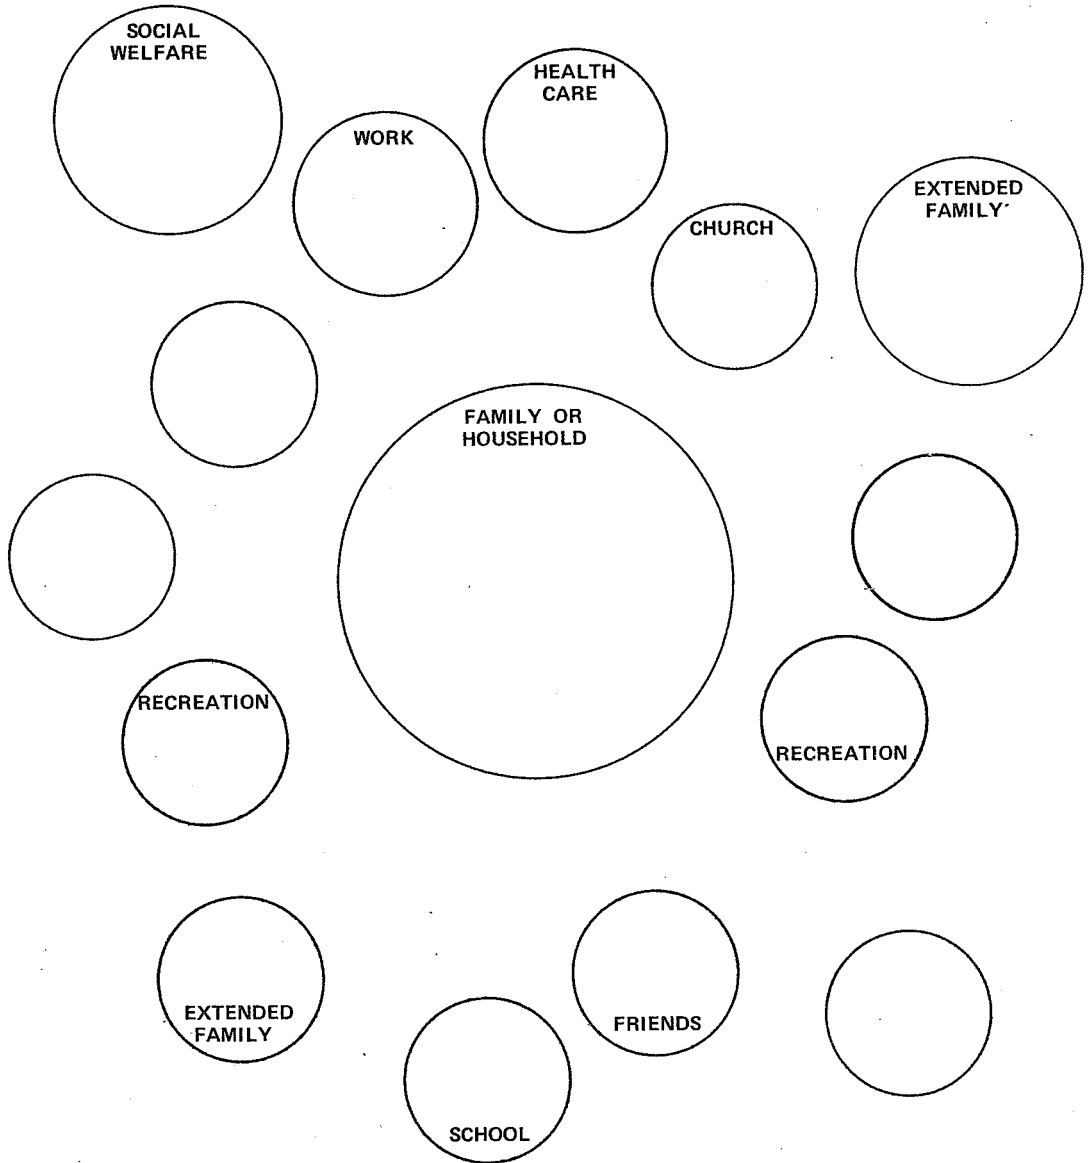 SOCIAL
WELFARE
HEALTH
CARE
WORK
EXTENDED
FAMILY
CHURCH
FAMILY OR
HOUSEHOLD
RECREATION
RECREATION
EXTENDED
FAMILY
FRIENDS
SCHOOL